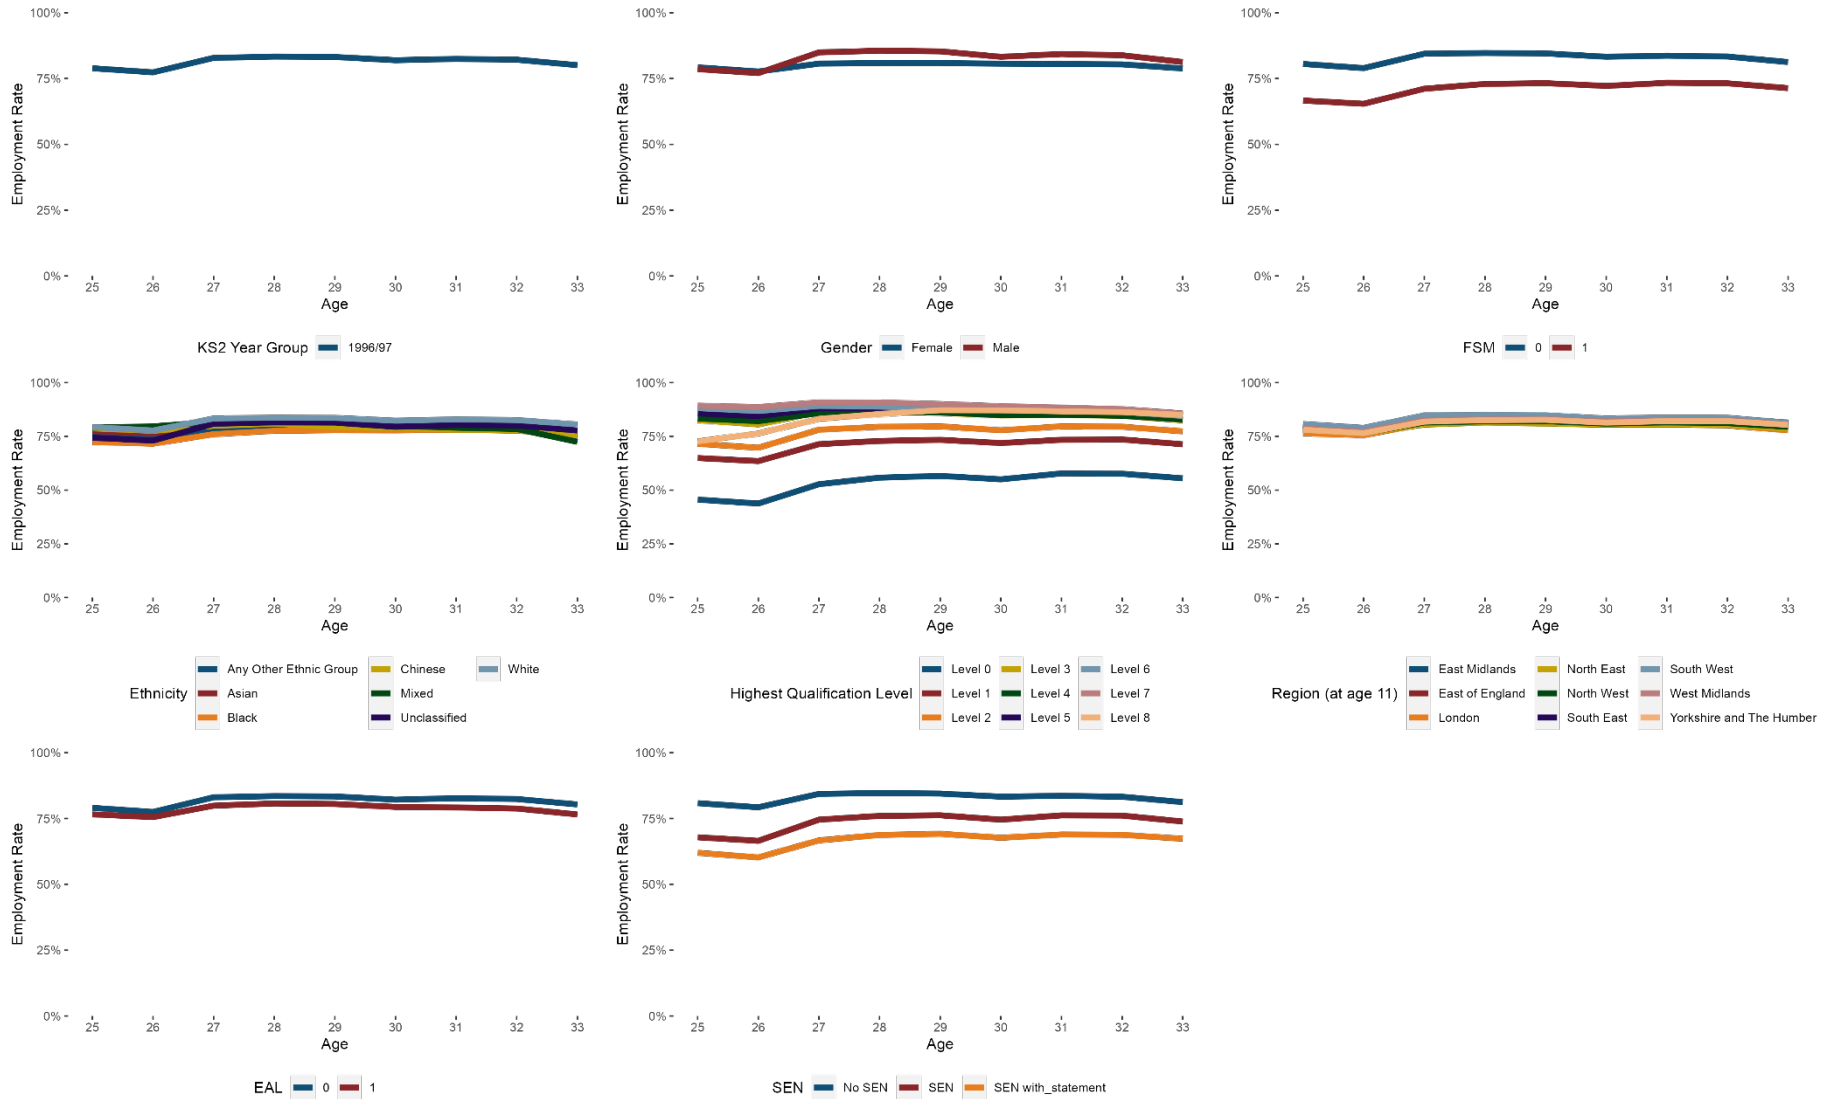 100%
75%
50%
25%
0%
Employment Rate
25 26 27 28 29 30 31 32 33
Age
KS2 Year Group 1996/97
100%
75%
50%
25%
0%
Employment Rate
25 26 27 28 29 30 31 32 33
Age
Gender Female Male
100%
75%
50%
25%
0%
Employment Rate
25 26 27 28 29 30 31 32 33
Age
FSM 0 1
100%
75%
50%
25%
0%
Employment Rate
25 26 27 28 29 30 31 32 33
Age
Any Other Ethnic Group Chinese White
Ethnicity Asian Mixed
Black Unclassified
100%
75%
50%
25%
0%
Employment Rate
25 26 27 28 29 30 31 32 33
Age
Level 0 Level 3 Level 6
Highest Qualification Level Level 1 Level 4 Level 7
Level 2 Level 5 Level 8
100%
75%
50%
25%
0%
Employment Rate
25 26 27 28 29 30 31 32 33
Age
East Midlands North East South West
Region (at age 11) East of England North West West Midlands
London South East Yorkshire and The Humber
100%
75%
50%
25%
0%
Employment Rate
25 26 27 28 29 30 31 32 33
Age
EAL 0 1
100%
75%
50%
25%
0%
Employment Rate
25 26 27 28 29 30 31 32 33
Age
SEN No SEN SEN SEN with_statement